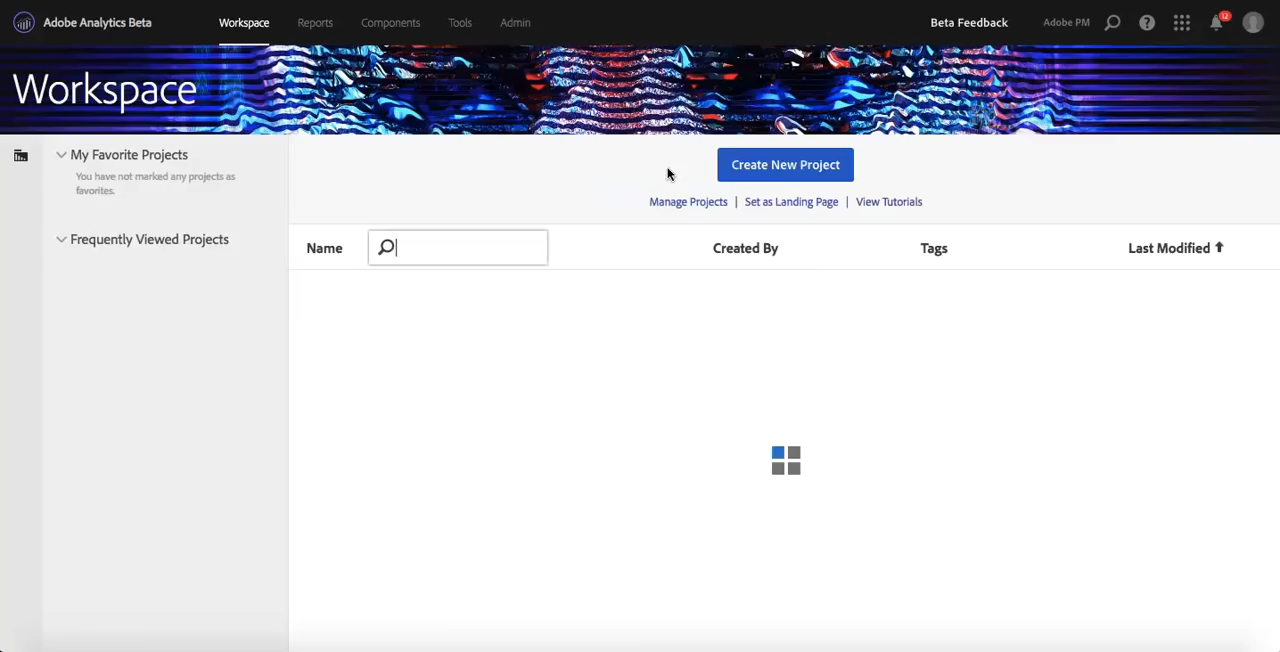 Adobe Analytics Beta Workspace Reports Components Tools Admin Beta Feedback Adobe PM 12
Workspace
My Favorite Projects
You have not marked any projects as
favorites.
Frequently Viewed Projects
Create New Project
Manage Projects | Set as Landing Page | View Tutorials
Name Created By Tags Last Modified